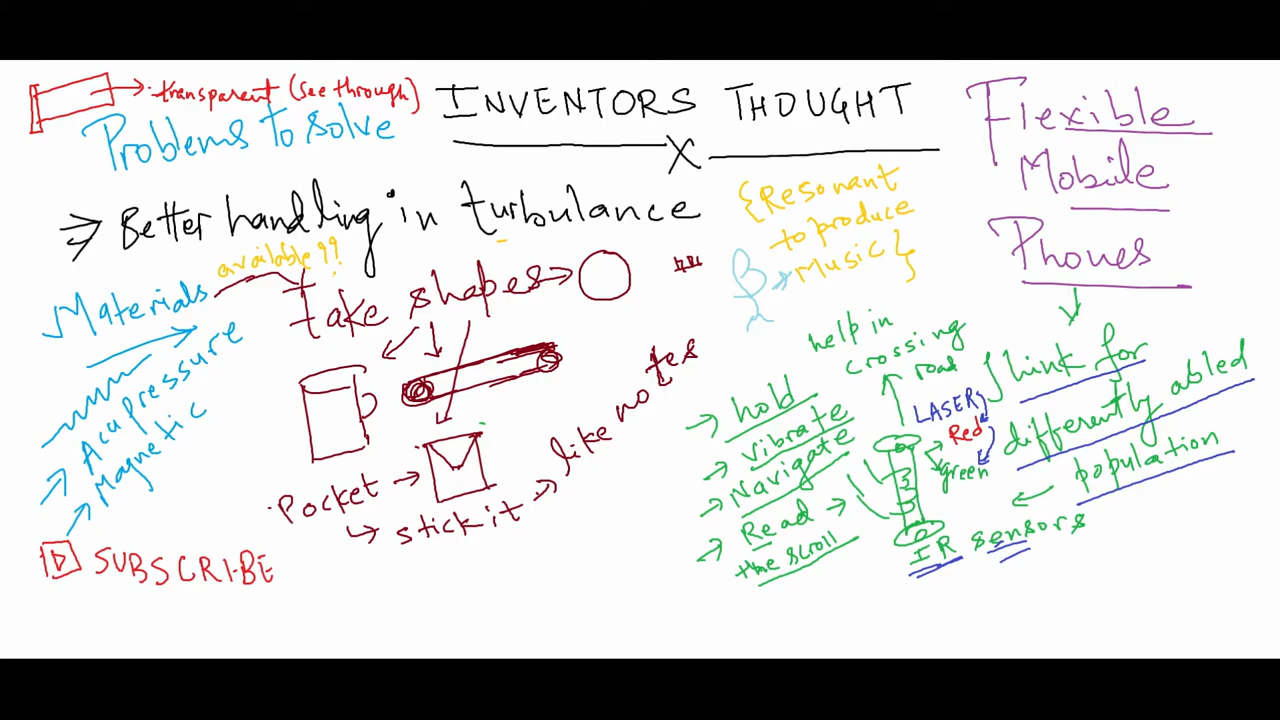 transparent (see through)
Problems to solve
INVENTORS THOUGHT
X
Flexible
Mobile
Phones
{Resonant
to produce
Music}
⇒ Better handling in turbulance
available ??
Materials
take shapes → 
Acupressure
Magnetic
Pocket →
↳ stick it → like notes
SUBSCRIBE
help in
crossing
road
Think for
differently abled
population
LASER
Red
green
→ hold
→ Vibrate
→ Navigate
→ Read →
the scroll
IR sensors